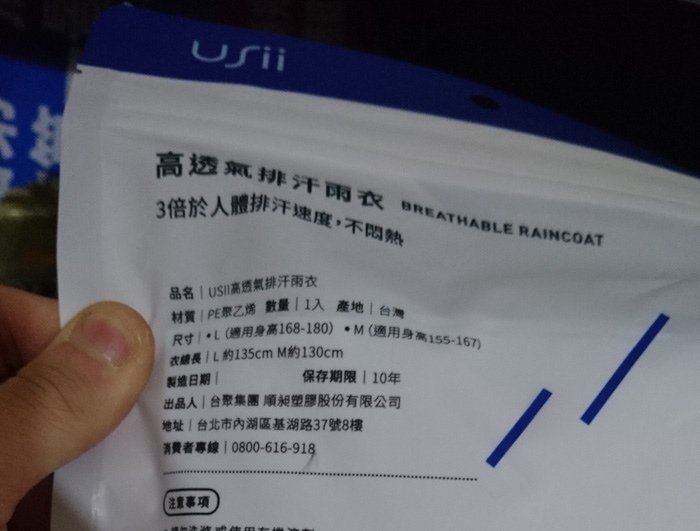 usii
高透氣排汗雨衣 BREATHABLE RAINCOAT
3倍於人體排汗速度,不悶熱
品名｜USII高透氣排汗雨衣
材質｜PE聚乙烯 數量｜1入 產地｜台灣
尺寸｜•L（適用身高168-180） •M（適用身高155-167）
衣總長｜L 約135cm M約130cm
製造日期｜ 保存期限｜10年
出品人｜台聚集團 順昶塑膠股份有限公司
地址｜台北市內湖區基湖路37號8樓
消費者專線｜0800-616-918
注意事項